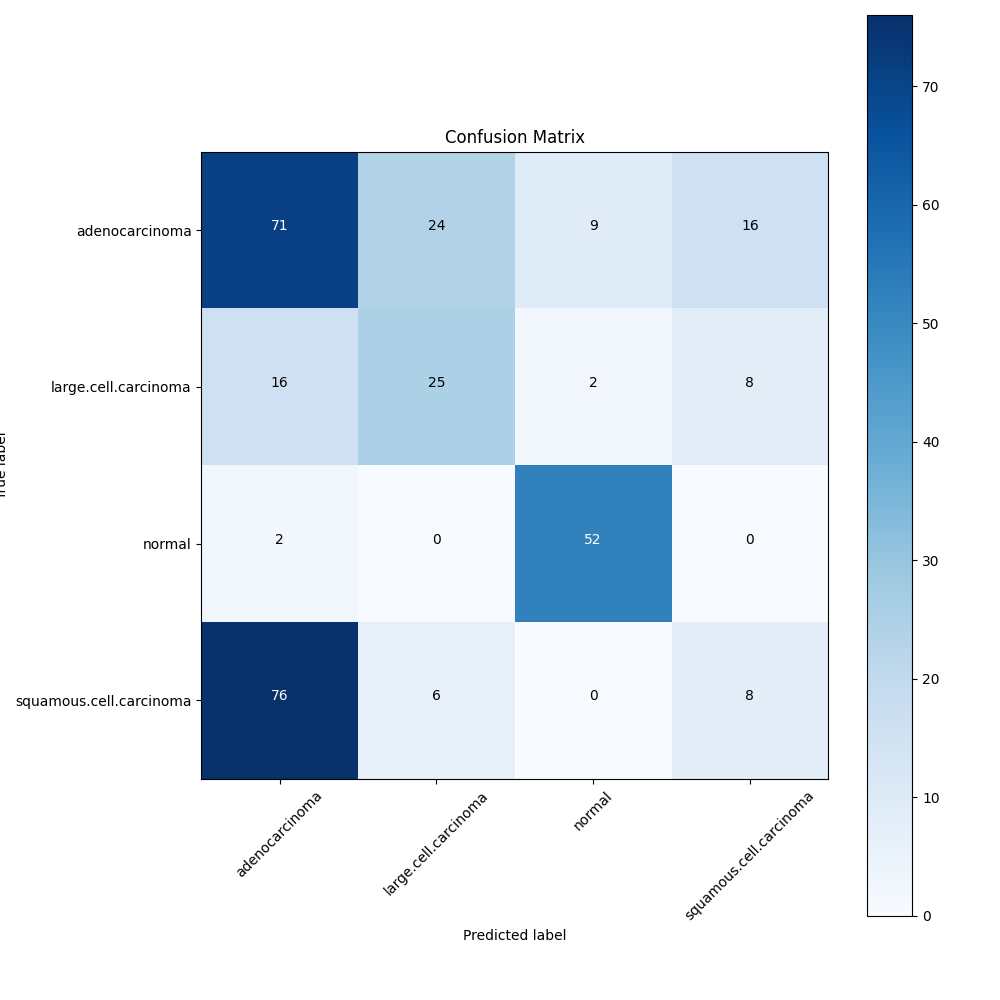 Confusion Matrix
adenocarcinoma 71 24 9 16
large.cell.carcinoma 16 25 2 8
normal 2 0 52 0
squamous.cell.carcinoma 76 6 0 8
adenocarcinoma large.cell.carcinoma normal squamous.cell.carcinoma
Predicted label
70
60
50
40
30
20
10
0